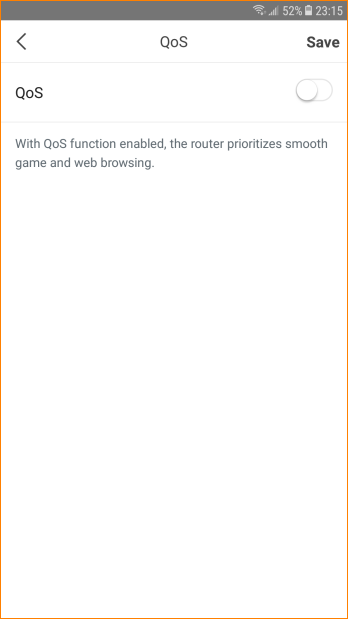 52% 23:15
QoS Save
QoS
With QoS function enabled, the router prioritizes smooth
game and web browsing.